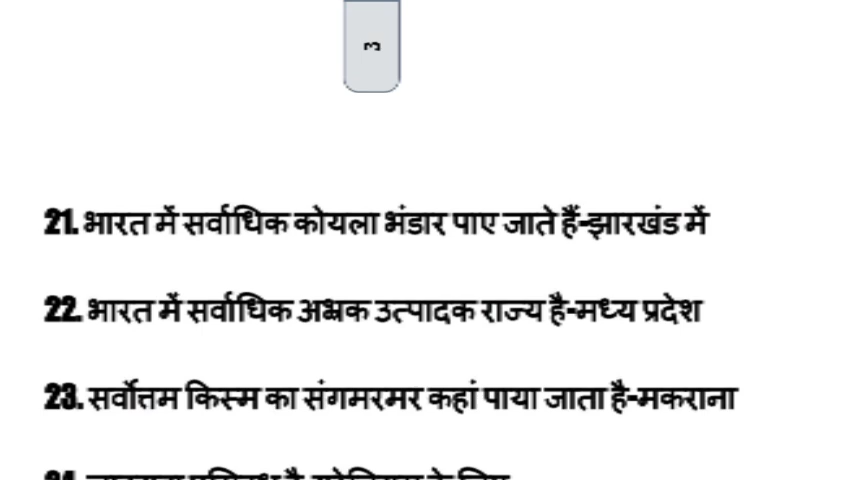 3
21. भारत में सर्वाधिक कोयला भंडार पाए जाते हैं-झारखंड में
22. भारत में सर्वाधिक अभ्रक उत्पादक राज्य है-मध्य प्रदेश
23. सर्वोत्तम किस्म का संगमरमर कहां पाया जाता है-मकराना